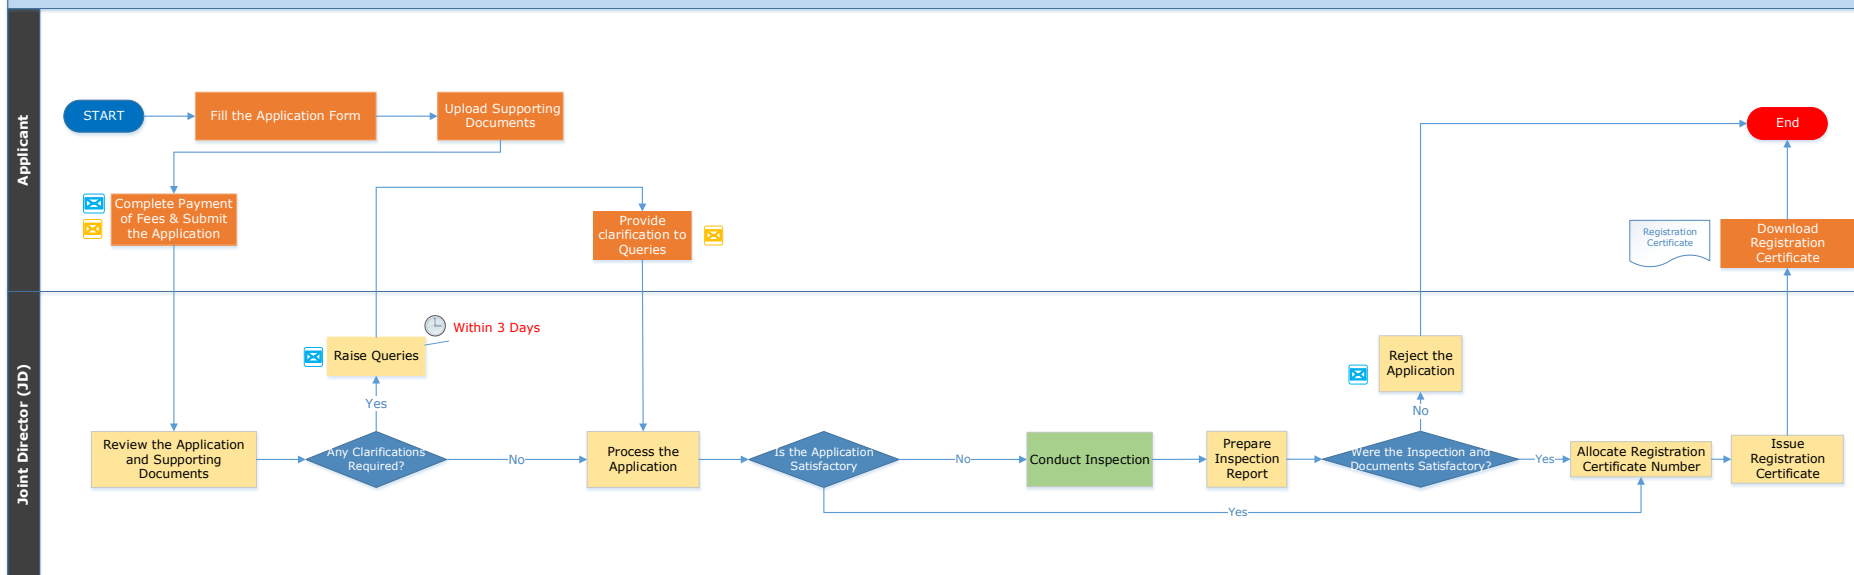 Applicant
START
Fill the Application Form
Upload Supporting
Documents
End
Complete Payment
of Fees & Submit
the Application
Provide
clarification to
Queries
Registration
Certificate
Download
Registration
Certificate
Joint Director (JD)
Within 3 Days
Raise Queries
Yes
Reject the
Application
No
Review the Application
and Supporting
Documents
Any Clarifications
Required?
No
Process the
Application
Is the Application
Satisfactory
No
Conduct Inspection
Prepare
Inspection
Report
Were the Inspection and
Documents Satisfactory?
Yes
Allocate Registration
Certificate Number
Issue
Registration
Certificate
Yes